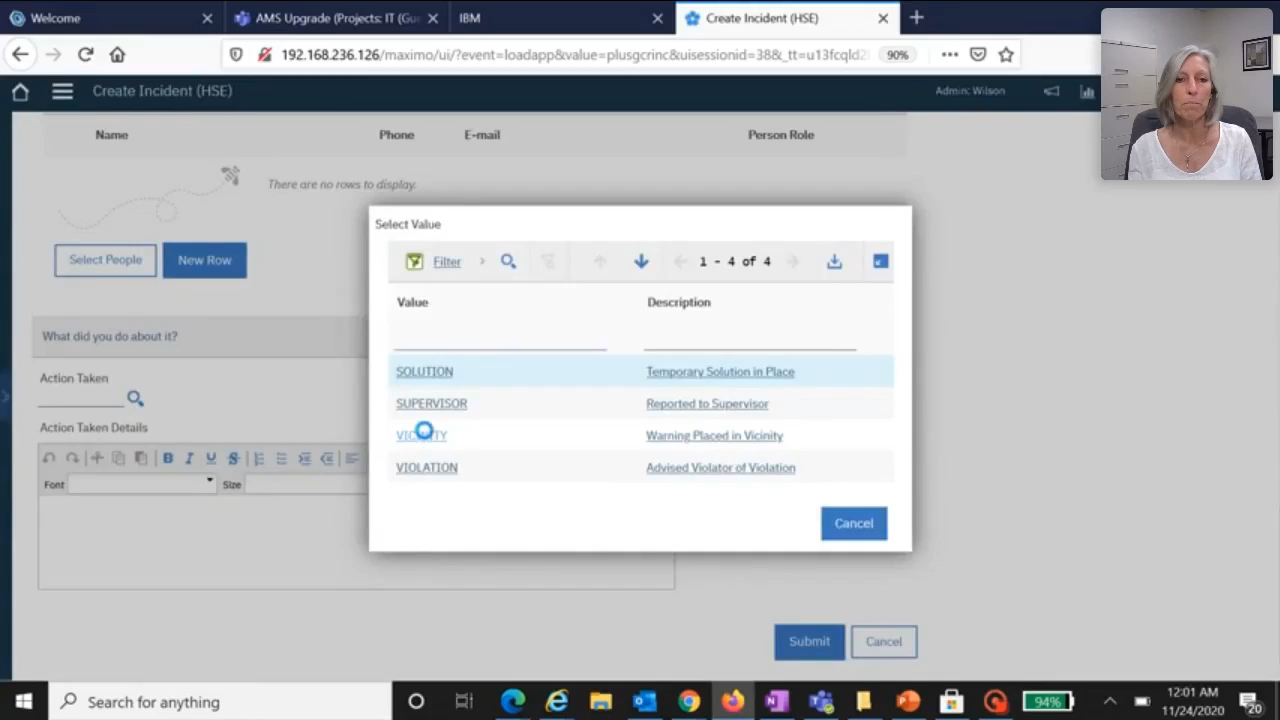 Welcome
AMS Upgrade (Projects: IT (Gue
IBM
Create Incident (HSE)
192.168.236.126/maximo/ui/?event=loadapp&value=plusgcrinc&uisessionid=38&_tt=u13fcqld2
90%
Create Incident (HSE)
Admin: Wilson
Name
Phone
E-mail
Person Role
There are no rows to display.
Select People
New Row
What did you do about it?
Action Taken
Action Taken Details
B I U S
Font
Size
Select Value
Filter
1 - 4 of 4
Value
Description
SOLUTION
Temporary Solution in Place
SUPERVISOR
Reported to Supervisor
VICINITY
Warning Placed in Vicinity
VIOLATION
Advised Violator of Violation
Cancel
Submit
Cancel
Search for anything
94%
12:01 AM
11/24/2020
20